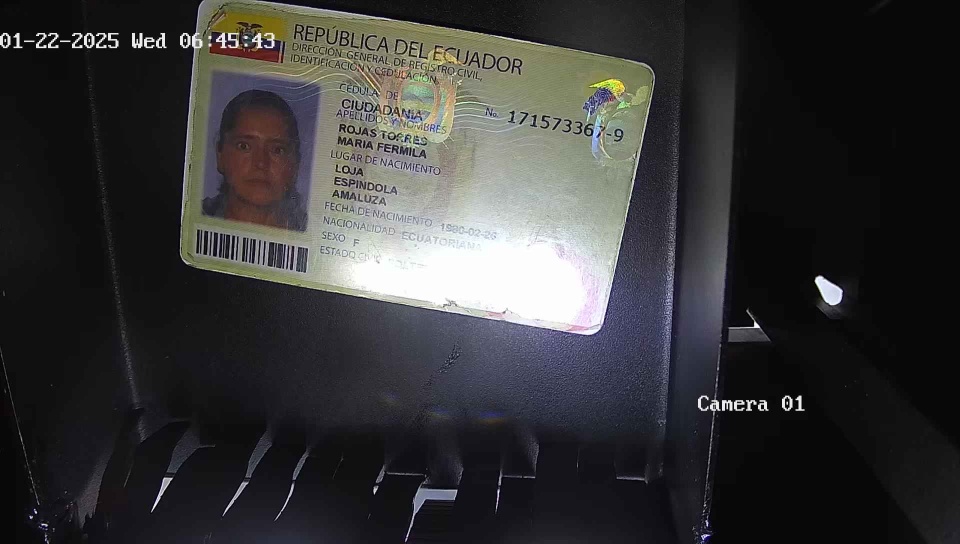 01-22-2025 Wed 06:45:43
REPÚBLICA DEL ECUADOR
DIRECCIÓN GENERAL DE REGISTRO CIVIL,
IDENTIFICACIÓN Y CEDULACIÓN
CÉDULA DE
CIUDADANÍA
APELLIDOS Y NOMBRES
ROJAS TORRES
MARIA FERMILA
No. 171573367-9
LUGAR DE NACIMIENTO
LOJA
ESPINDOLA
AMALUZA
FECHA DE NACIMIENTO 1980-02-26
NACIONALIDAD ECUATORIANA
SEXO F
ESTADO
Camera 01